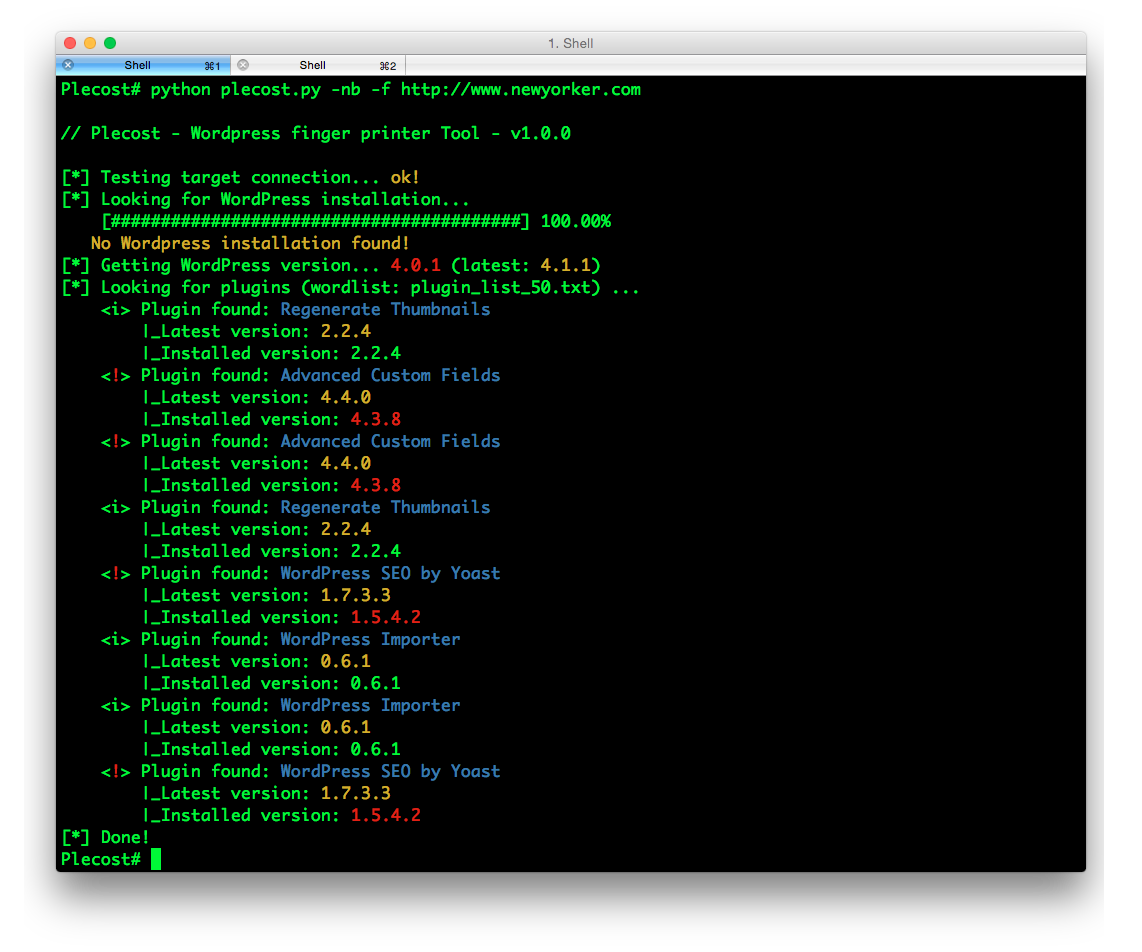 1. Shell
Shell ⌘1 Shell ⌘2
Plecost# python plecost.py -nb -f http://www.newyorker.com
// Plecost - Wordpress finger printer Tool - v1.0.0
[*] Testing target connection... ok!
[*] Looking for WordPress installation...
[#########################################] 100.00%
No Wordpress installation found!
[*] Getting WordPress version... 4.0.1 (latest: 4.1.1)
[*] Looking for plugins (wordlist: plugin_list_50.txt) ...
<i> Plugin found: Regenerate Thumbnails
|_Latest version: 2.2.4
|_Installed version: 2.2.4
<!> Plugin found: Advanced Custom Fields
|_Latest version: 4.4.0
|_Installed version: 4.3.8
<!> Plugin found: Advanced Custom Fields
|_Latest version: 4.4.0
|_Installed version: 4.3.8
<i> Plugin found: Regenerate Thumbnails
|_Latest version: 2.2.4
|_Installed version: 2.2.4
<!> Plugin found: WordPress SEO by Yoast
|_Latest version: 1.7.3.3
|_Installed version: 1.5.4.2
<i> Plugin found: WordPress Importer
|_Latest version: 0.6.1
|_Installed version: 0.6.1
<i> Plugin found: WordPress Importer
|_Latest version: 0.6.1
|_Installed version: 0.6.1
<!> Plugin found: WordPress SEO by Yoast
|_Latest version: 1.7.3.3
|_Installed version: 1.5.4.2
[*] Done!
Plecost#